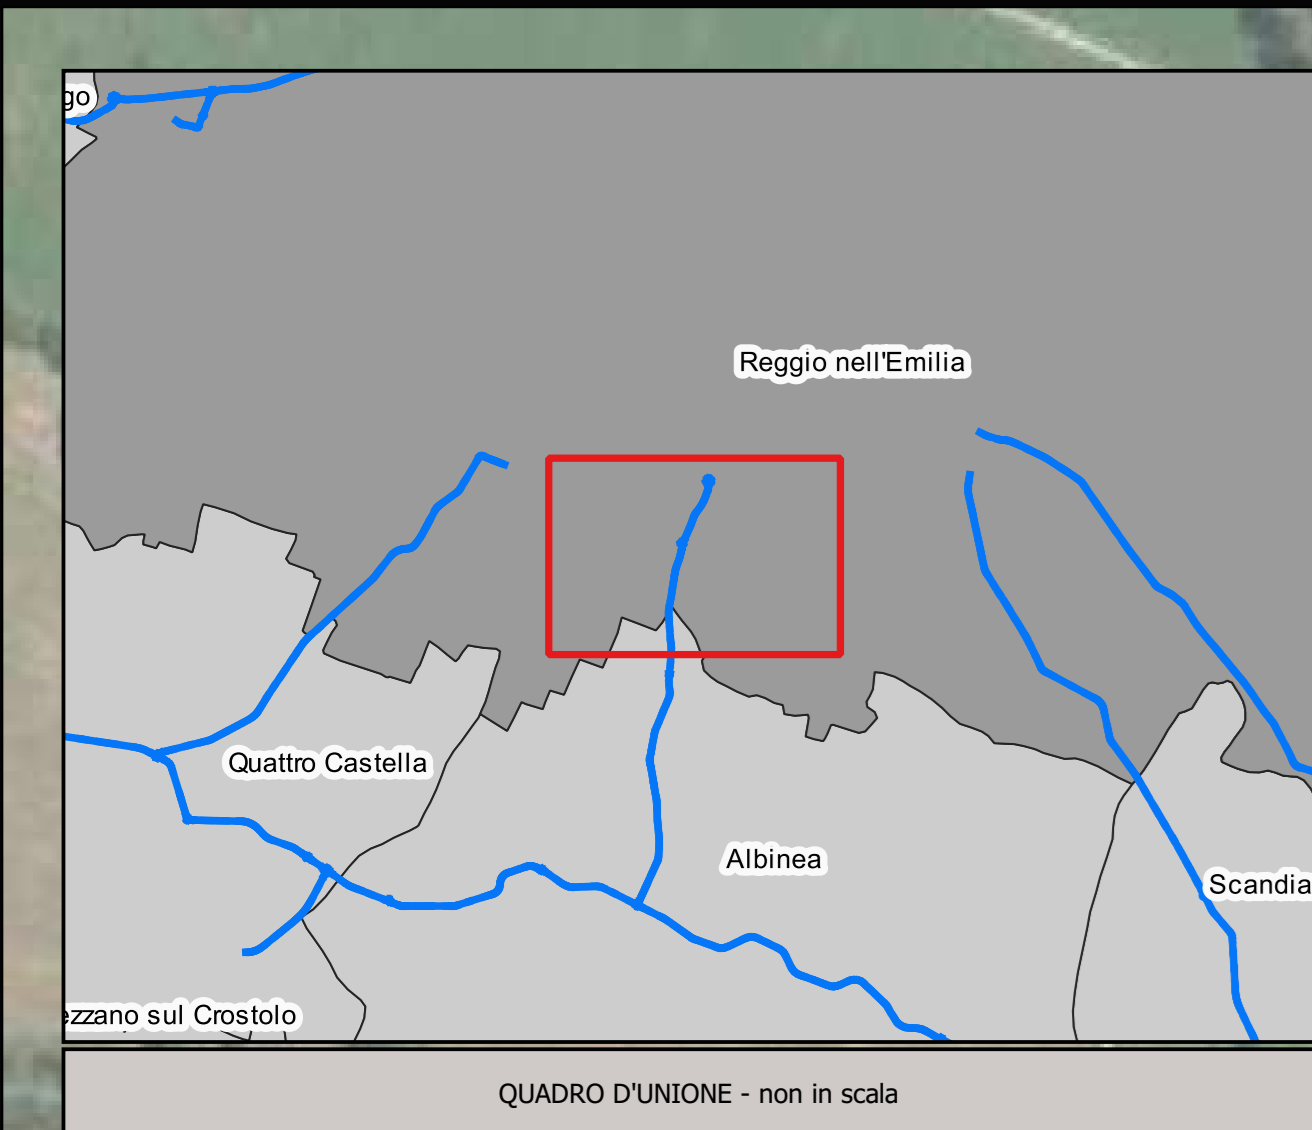 go
Reggio nell'Emilia
Quattro Castella
Albinea
Scandia
ezzano sul Crostolo
QUADRO D'UNIONE - non in scala